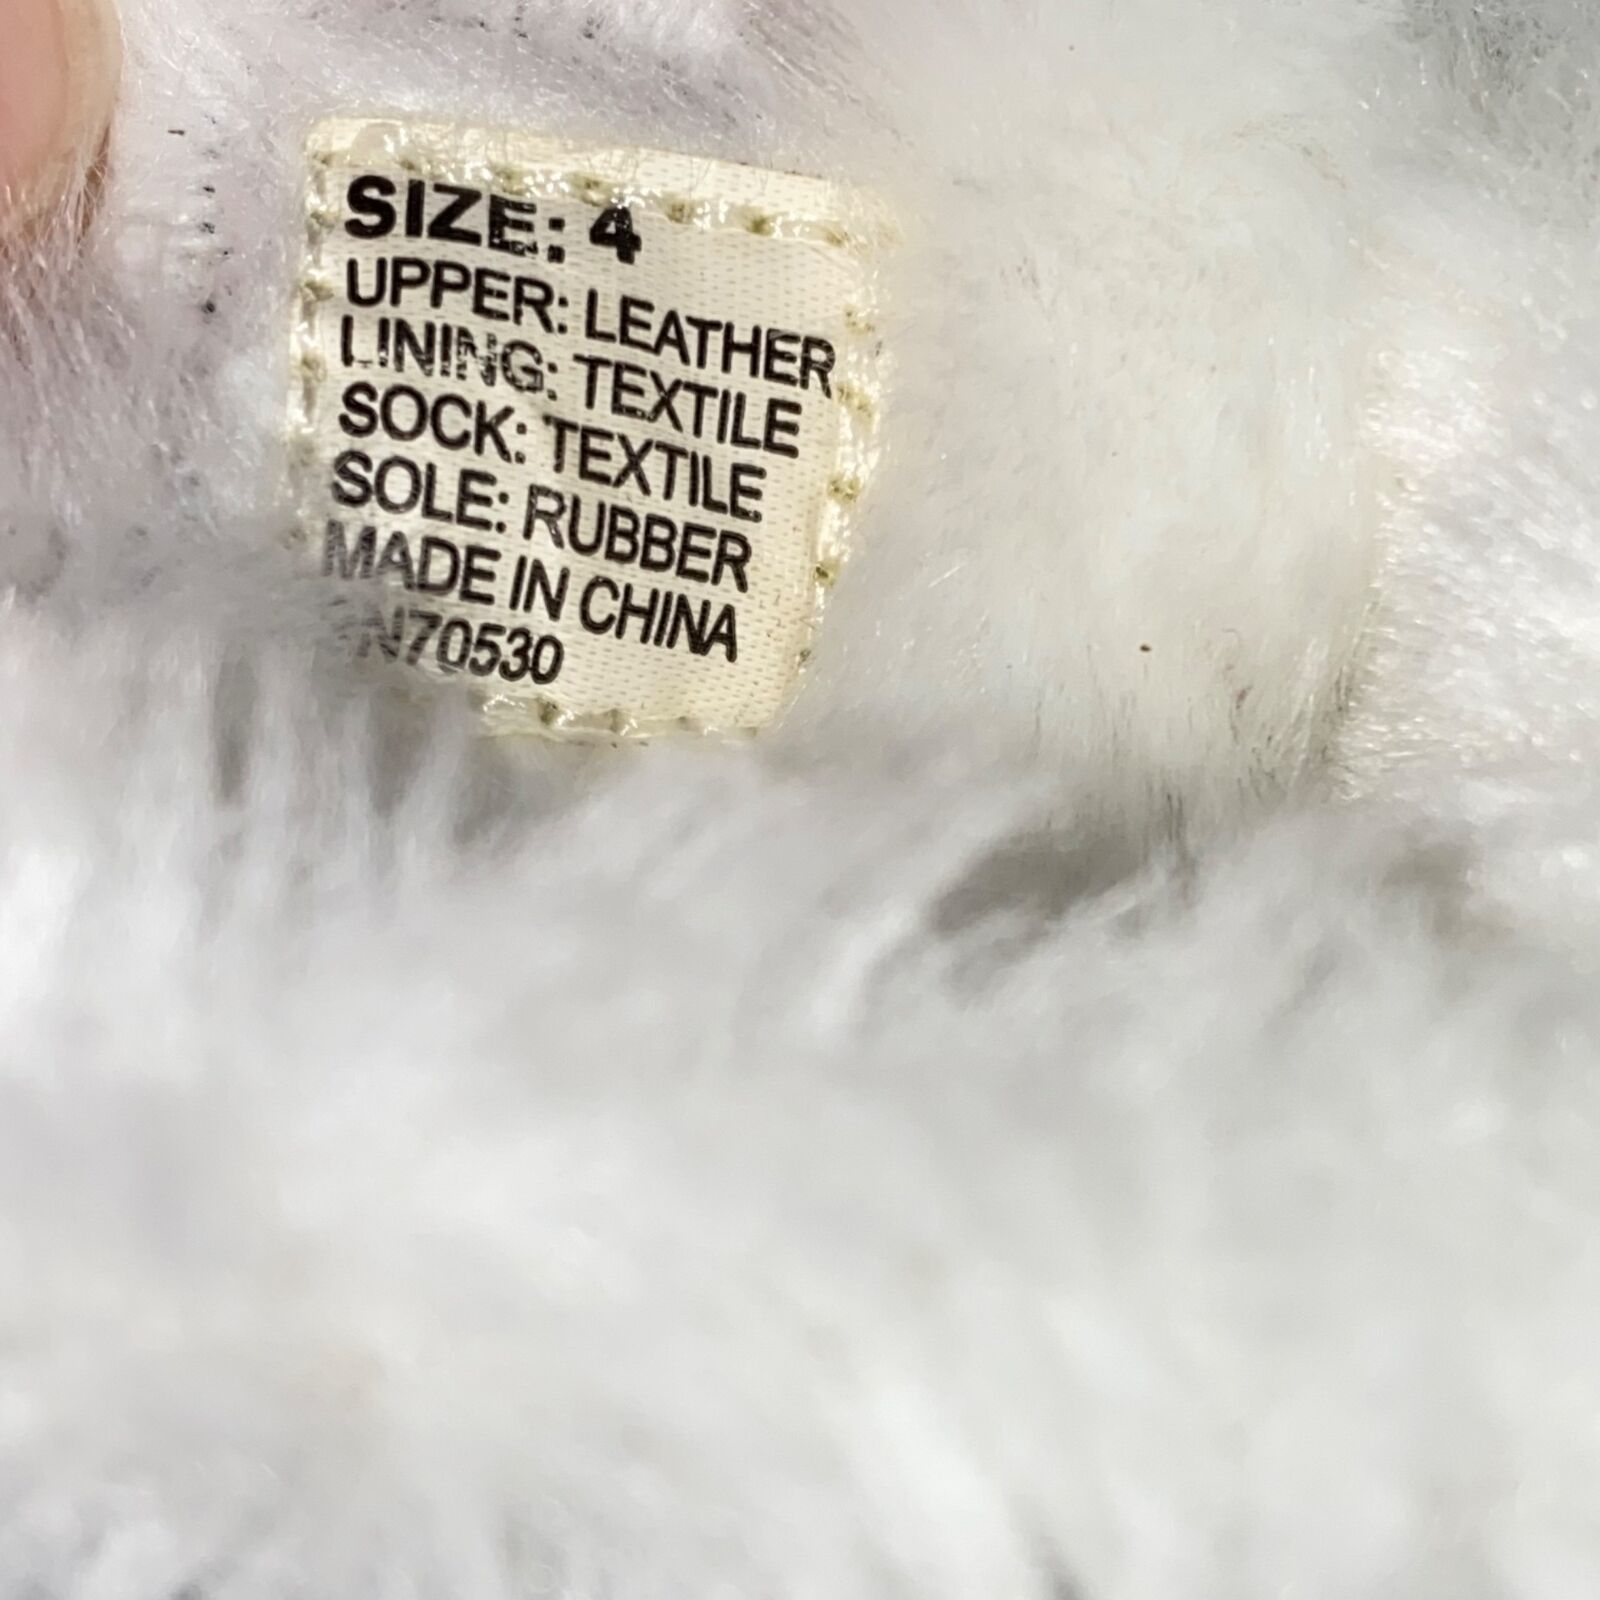 SIZE: 4
UPPER: LEATHER
LINING: TEXTILE
SOCK: TEXTILE
SOLE: RUBBER
MADE IN CHINA
N70530